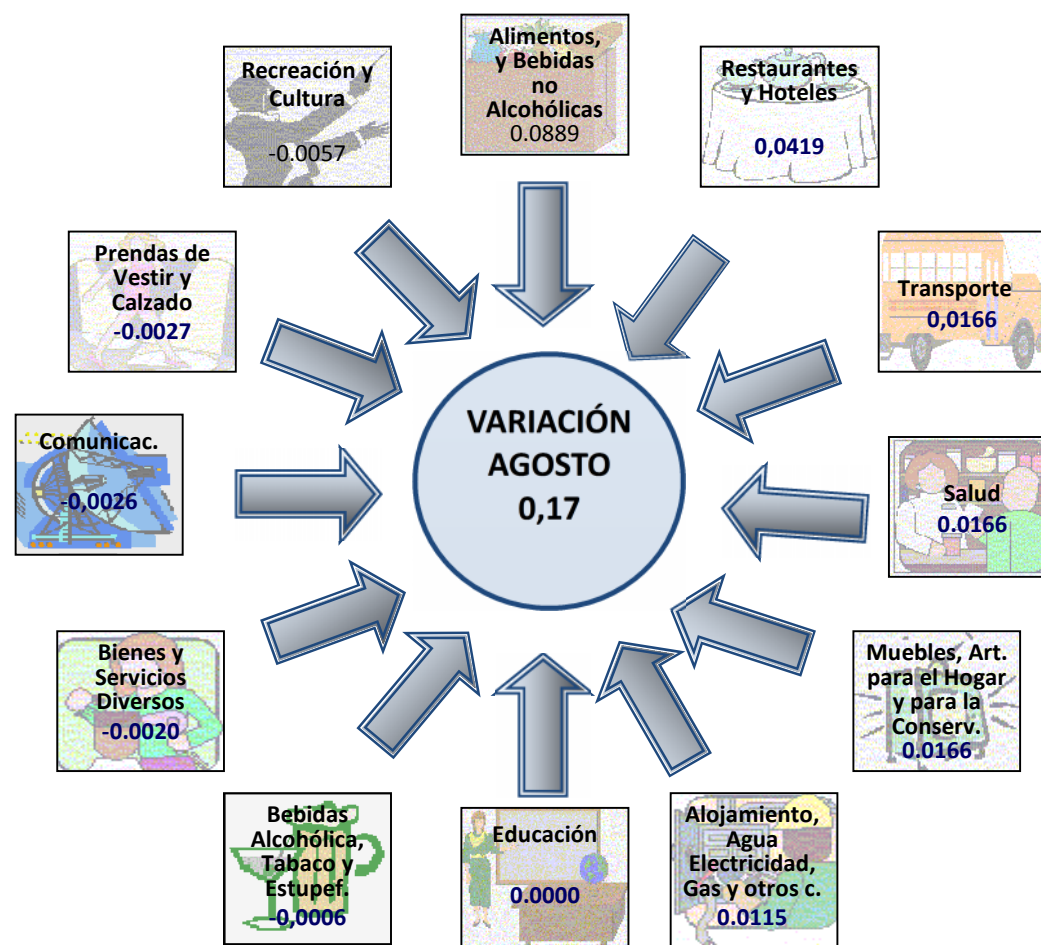 Alimentos,
y Bebidas
no
Alcohólicas
0.0889
Restaurantes
y Hoteles
0,0419
Transporte
0,0166
Salud
0.0166
Muebles, Art.
para el Hogar
y para la
Conserv.
0.0166
Alojamiento,
Agua
Electricidad,
Gas y otros c.
0.0115
Educación
0.0000
Bebidas
Alcohólica,
Tabaco y
Estupef.
-0,0006
Bienes y
Servicios
Diversos
-0.0020
Comunicac.
-0,0026
Prendas de
Vestir y
Calzado
-0.0027
Recreación y
Cultura
-0.0057
VARIACIÓN
AGOSTO
0,17